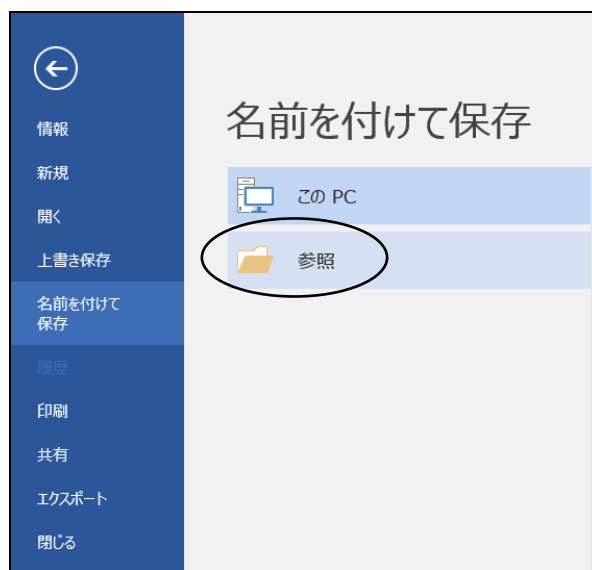 情報
新規
開く
上書き保存
名前を付けて
保存
履歴
印刷
共有
エクスポート
閉じる
名前を付けて保存
この PC
参照